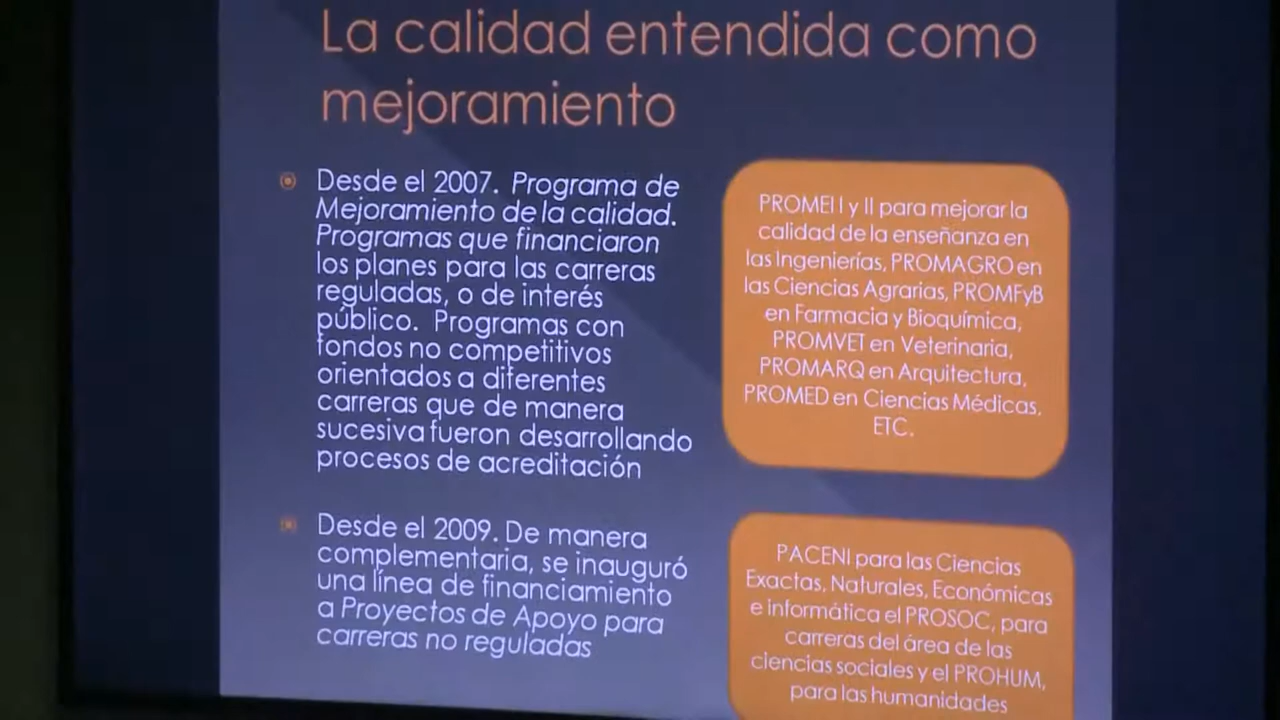 La calidad entendida como
mejoramiento
Desde el 2007. Programa de
Mejoramiento de la calidad.
Programas que financiaron
los planes para las carreras
reguladas, o de interés
público. Programas con
fondos no competitivos
orientados a diferentes
carreras que de manera
sucesiva fueron desarrollando
procesos de acreditación
PROMEI I y II para mejorar la
calidad de la enseñanza en
las Ingenierías, PROMAGRO en
las Ciencias Agrarias, PROMFyB
en Farmacia y Bioquímica,
PROMVET en Veterinaria,
PROMARQ en Arquitectura,
PROMED en Ciencias Médicas,
ETC.
Desde el 2009. De manera
complementaria, se inauguró
una línea de financiamiento
a Proyectos de Apoyo para
carreras no reguladas
PACENI para las Ciencias
Exactas, Naturales, Económicas
e informática el PROSOC, para
carreras del área de las
ciencias sociales y el PROHUM,
para las humanidades